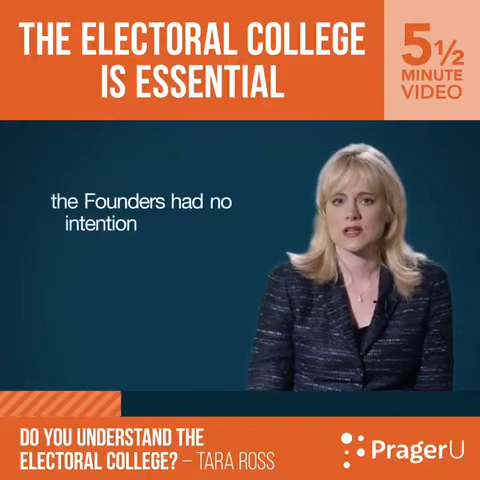 THE ELECTORAL COLLEGE
IS ESSENTIAL
5½
MINUTE
VIDEO
the Founders had no
intention
DO YOU UNDERSTAND THE
ELECTORAL COLLEGE? – TARA ROSS
PragerU